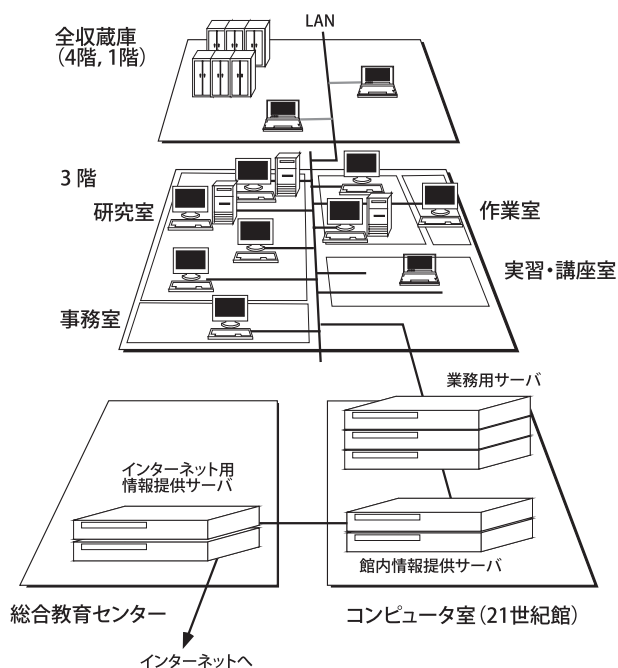 LAN
全収蔵庫
(4階, 1階)
3 階
研究室
作業室
実習・講座室
事務室
業務用サーバ
インターネット用
情報提供サーバ
館内情報提供サーバ
総合教育センター
コンピュータ室(21世紀館)
インターネットへ